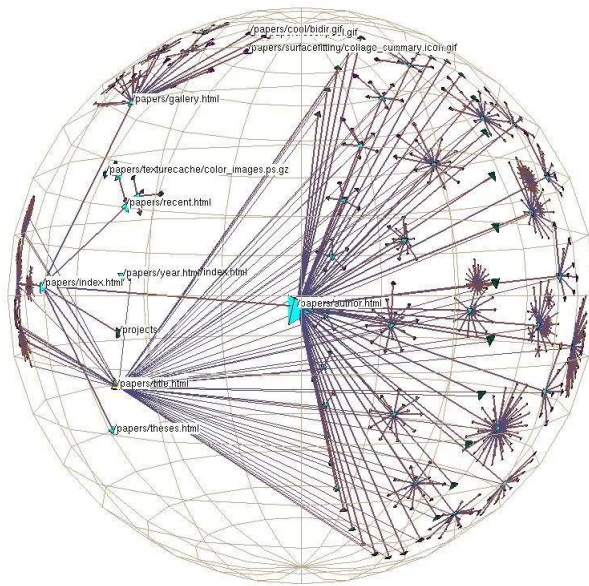 /papers/cool/bidir.gif
/papers/surfacefitting/collage_summary.icon.gif
/papers/gallery.html
/papers/texturecache/color_images.ps.gz
/papers/recent.html
/papers/year.html
/index.html
/papers/index.html
/papers/author.html
/projects
/papers/title.html
/papers/theses.html